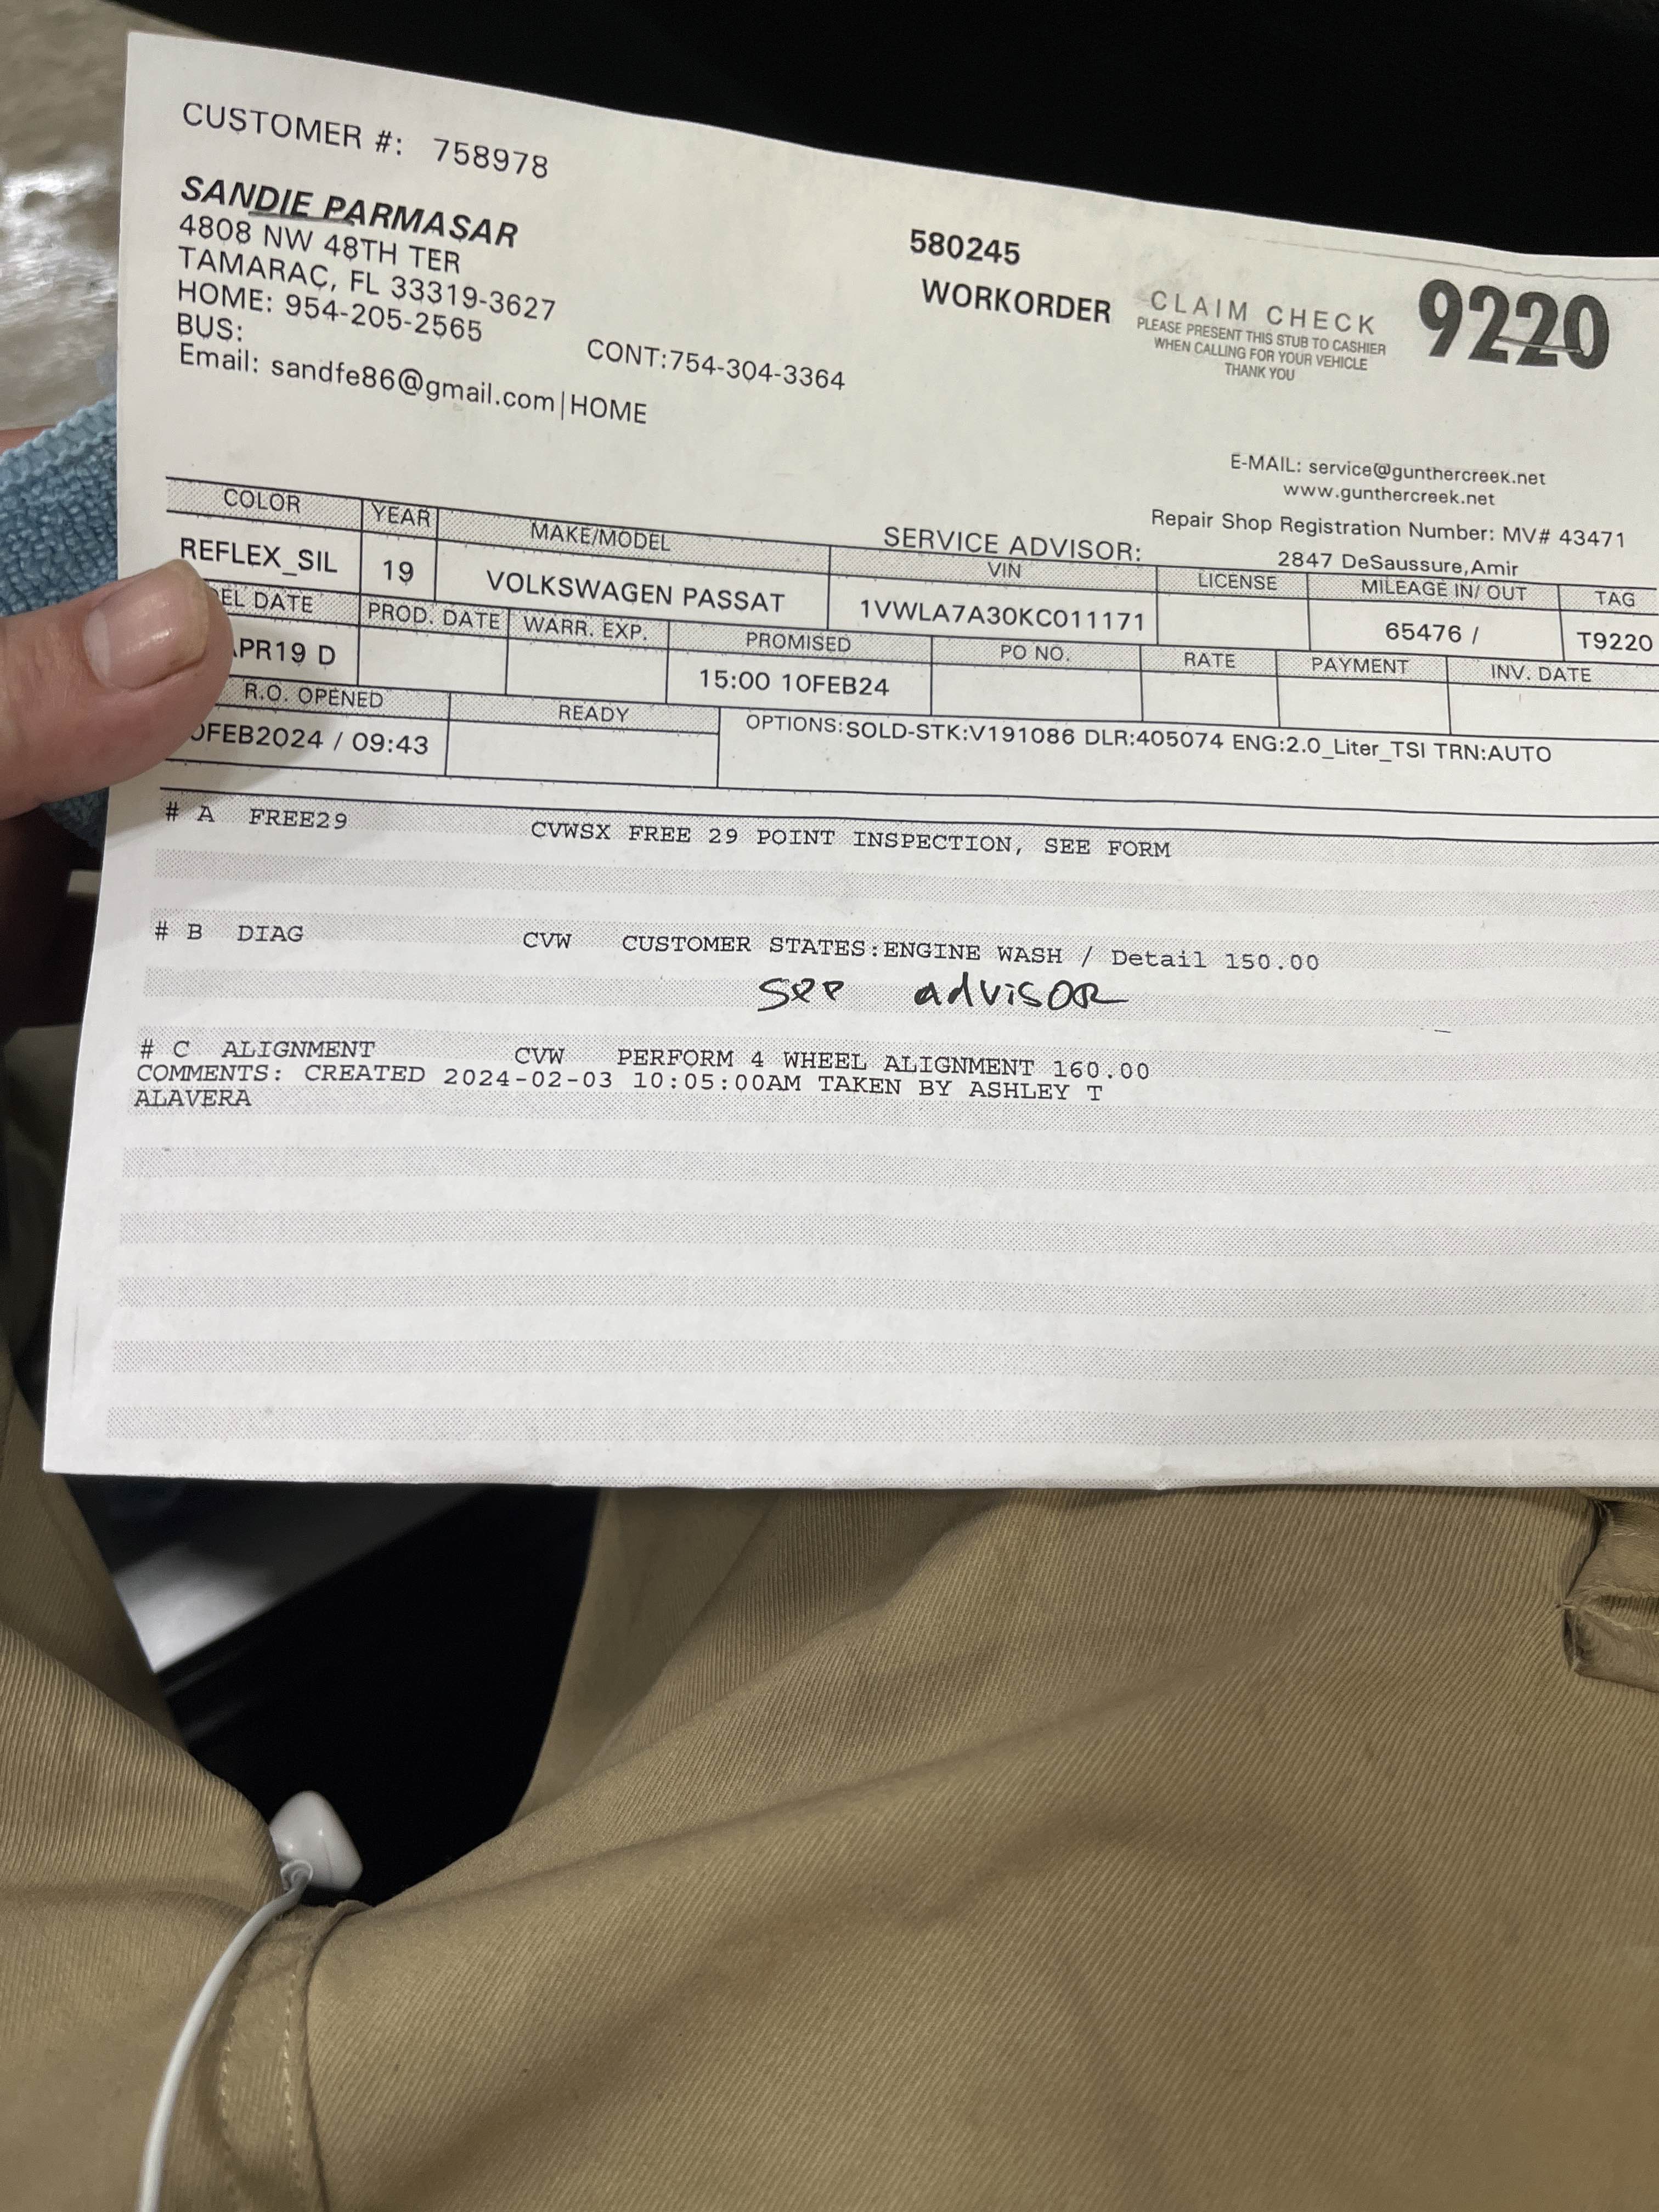 CUSTOMER #: 758978
SANDIE PARMASAR
4808 NW 48TH TER
TAMARAC, FL 33319-3627
HOME: 954-205-2565
BUS:
CONT:754-304-3364
Email: sandfe86@gmail.com|HOME
580245
WORKORDER
CLAIM CHECK
PLEASE PRESENT THIS STUB TO CASHIER
WHEN CALLING FOR YOUR VEHICLE
THANK YOU
9220
E-MAIL: service@gunthercreek.net
www.gunthercreek.net
Repair Shop Registration Number: MV# 43471
SERVICE ADVISOR: 2847 DeSaussure,Amir
COLOR YEAR MAKE/MODEL VIN LICENSE MILEAGE IN/ OUT TAG
REFLEX_SIL 19 VOLKSWAGEN PASSAT 1VWLA7A30KC011171 65476 / T9220
DATE PROD. DATE WARR. EXP. PROMISED PO NO. RATE PAYMENT INV. DATE
PR19 D 15:00 10FEB24
R.O. OPENED READY OPTIONS:SOLD-STK:V191086 DLR:405074 ENG:2.0_Liter_TSI TRN:AUTO
FEB2024 / 09:43
# A FREE29 CVWSX FREE 29 POINT INSPECTION, SEE FORM
# B DIAG CVW CUSTOMER STATES:ENGINE WASH / Detail 150.00
see advisor
# C ALIGNMENT CVW PERFORM 4 WHEEL ALIGNMENT 160.00
COMMENTS: CREATED 2024-02-03 10:05:00AM TAKEN BY ASHLEY T
ALAVERA